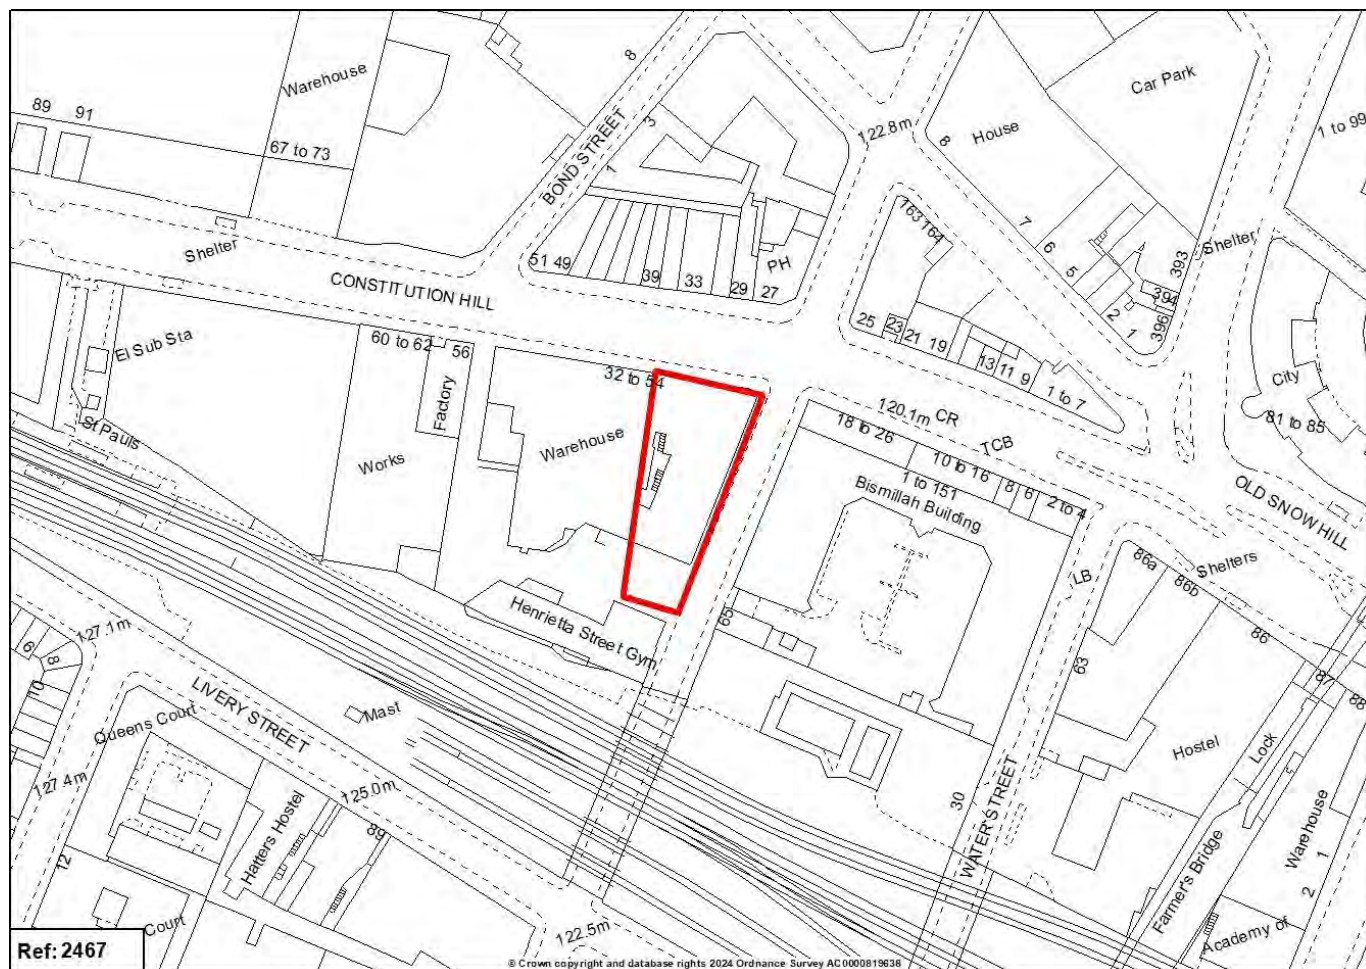 Warehouse
89
91
67 to 73
8
BOND STREET
3
1
122.8m
8
House
Car Park
1 to 99
Shelter
CONSTITUTION HILL
51 49
39
33
29
27
PH
163
164
7
6
5
2
1
Shelter
393
394
396
25
23
21
19
13
11
9
1 to 7
City
81 to 85
El Sub Sta
60 to 62
56
Factory
32 to 54
Warehouse
Works
St Pauls
120.1m
CR
TCB
18 to 26
10 to 16
8
6
2 to 4
1 to 151
Bismillah Building
OLD SNOW HILL
Shelters
LB
86a
86b
86
87
88
65
63
Henrietta Street Gym
127.1m
6
8
10
LIVERY STREET
Mast
Queens Court
127.4m
125.0m
Hatters Hostel
89
12
Court
122.5m
30
WATER STREET
Hostel
Lock
Farmer's Bridge
Warehouse
1
2
Academy of
Ref: 2467
© Crown copyright and database rights 2024 Ordnance Survey AC0000819636